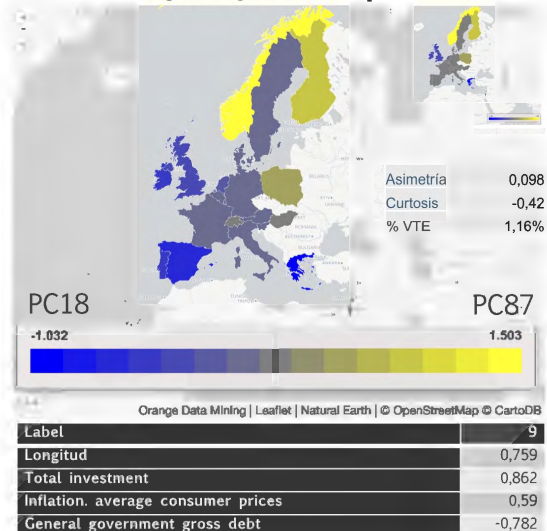 Asimetría 0,098
Curtosis -0,42
% VTE 1,16%
PC18 PC87
-1.032 1.503
Orange Data Mining | Leaflet | Natural Earth | © OpenStreetMap © CartoDB
Label 9
Longitud 0,759
Total investment 0,862
Inflation. average consumer prices 0,59
General government gross debt -0,782